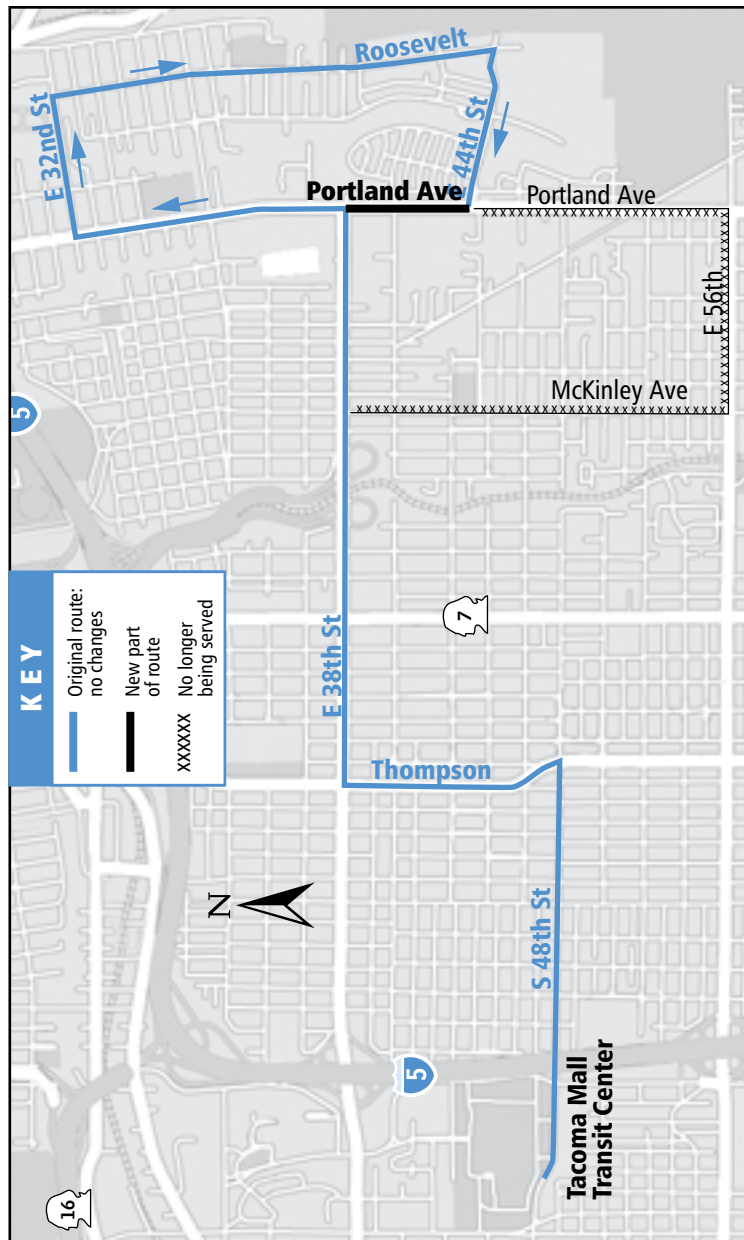 Roosevelt
E 32nd St
E 44th St
Portland Ave
Portland Ave
E 56th
McKinley Ave
5
KEY
Original route:
no changes
New part
of route
XXXXXX
No longer
being served
7
E 38th St
Thompson
N
S 48th St
5
Tacoma Mall
Transit Center
16